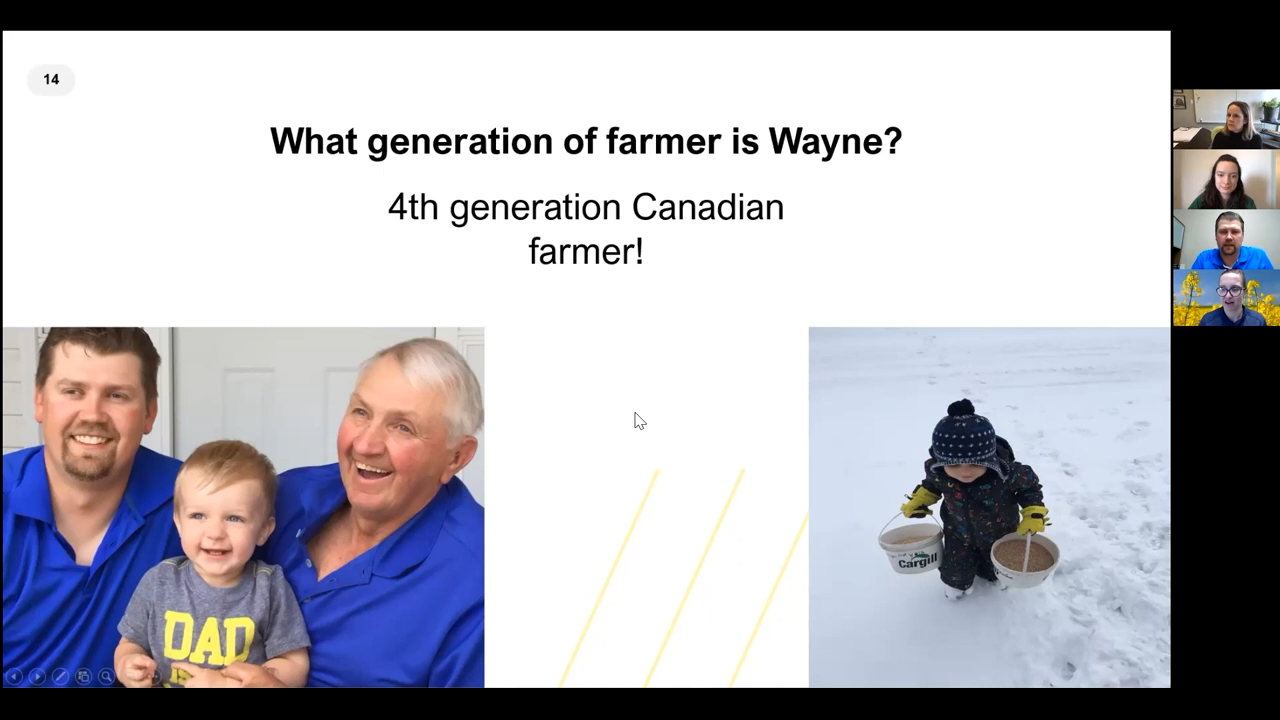 14
What generation of farmer is Wayne?
4th generation Canadian
farmer!
DAD
Cargill